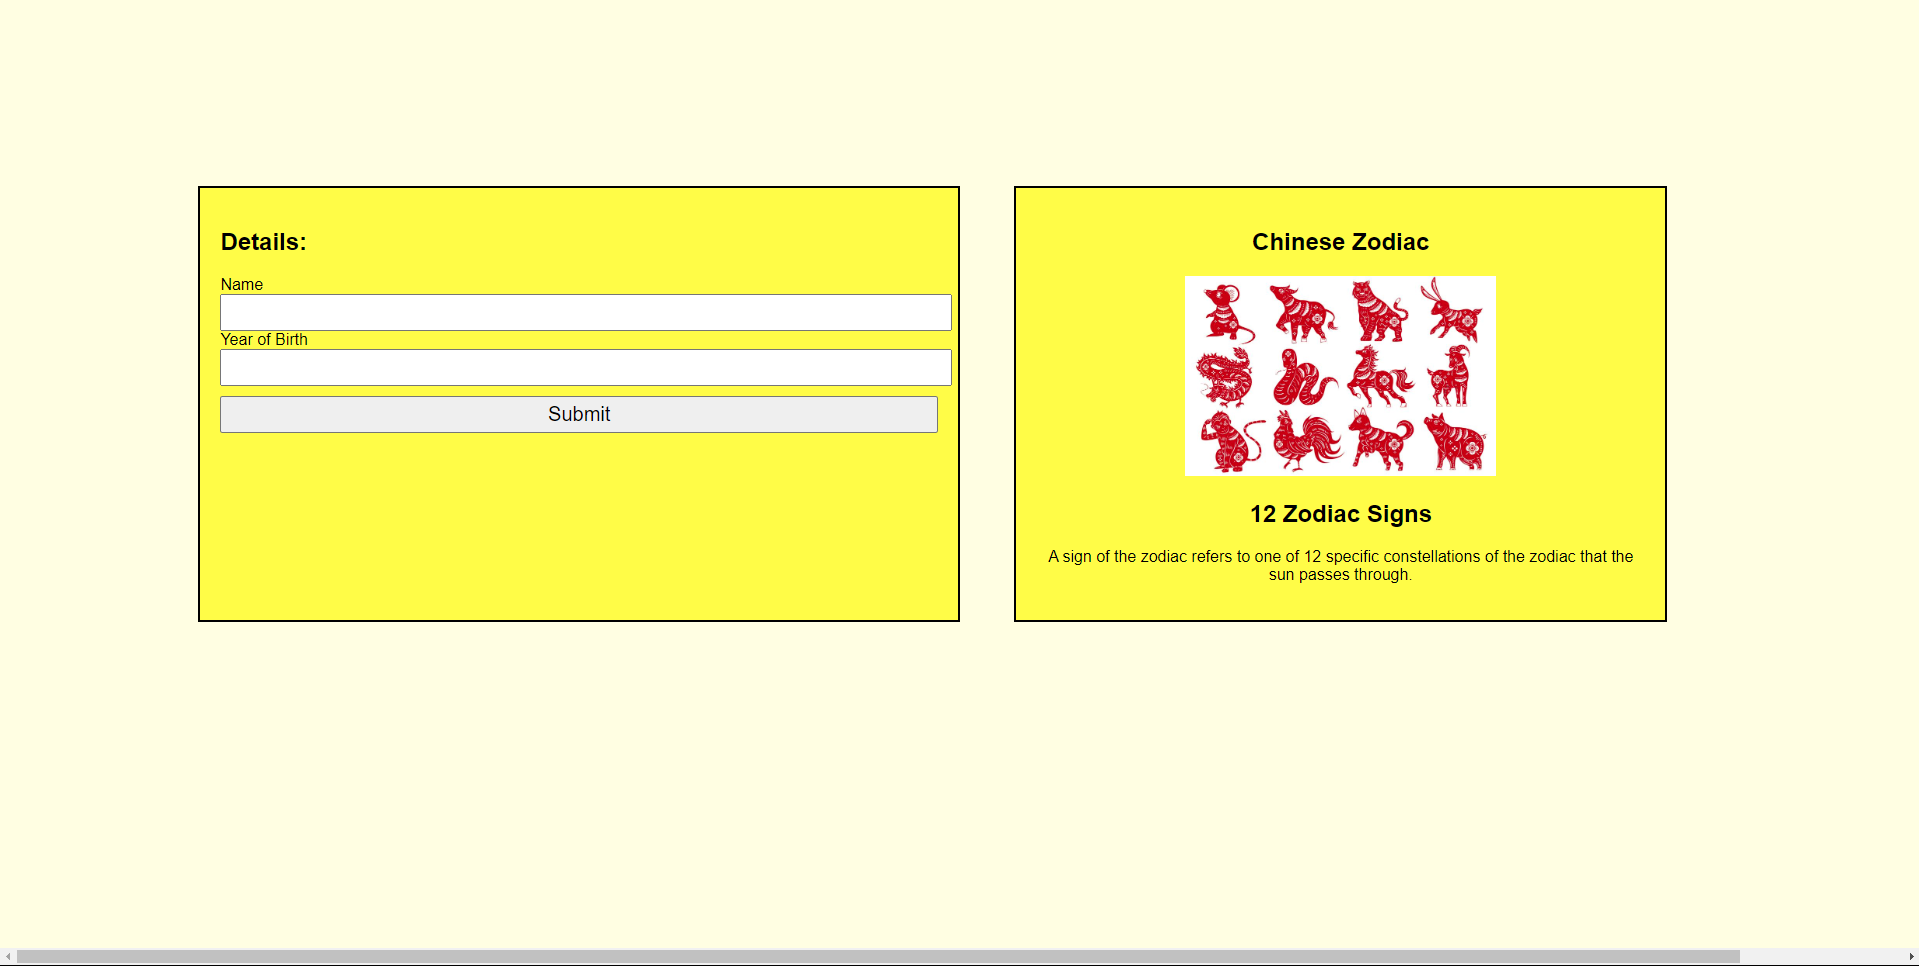 Details:
Name
Year of Birth
Submit
Chinese Zodiac
12 Zodiac Signs
A sign of the zodiac refers to one of 12 specific constellations of the zodiac that the
sun passes through.